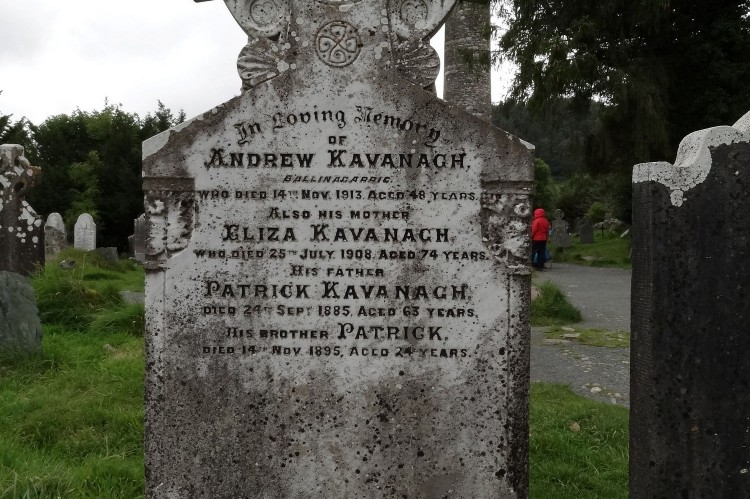 In Loving Memory
OF
ANDREW KAVANAGH,
BALLINAGARRIE,
WHO DIED 14TH NOV. 1913, AGED 48 YEARS.
ALSO HIS MOTHER
ELIZA KAVANAGH
WHO DIED 25TH JULY, 1908, AGED 74 YEARS.
HIS FATHER
PATRICK KAVANAGH
DIED 24TH SEPT 1885, AGED 63 YEARS.
HIS BROTHER PATRICK,
DIED 14TH NOV. 1895, AGED 24 YEARS.